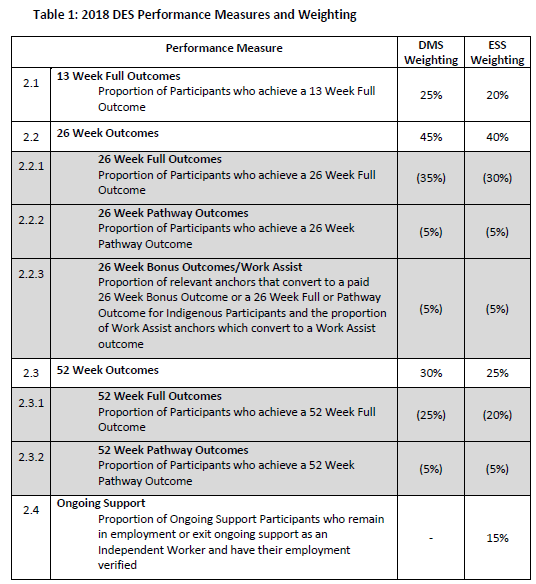 Table 1: 2018 DES Performance Measures and Weighting
Performance Measure
DMS
Weighting
ESS
Weighting
2.1
13 Week Full Outcomes
Proportion of Participants who achieve a 13 Week Full
Outcome
25%
20%
2.2
26 Week Outcomes
45%
40%
2.2.1
26 Week Full Outcomes
Proportion of Participants who achieve a 26 Week Full
Outcome
(35%)
(30%)
2.2.2
26 Week Pathway Outcomes
Proportion of Participants who achieve a 26 Week
Pathway Outcome
(5%)
(5%)
2.2.3
26 Week Bonus Outcomes/Work Assist
Proportion of relevant anchors that convert to a paid
26 Week Bonus Outcome or a 26 Week Full or Pathway
Outcome for Indigenous Participants and the proportion
of Work Assist anchors which convert to a Work Assist
outcome
(5%)
(5%)
2.3
52 Week Outcomes
30%
25%
2.3.1
52 Week Full Outcomes
Proportion of Participants who achieve a 52 Week Full
Outcome
(25%)
(20%)
2.3.2
52 Week Pathway Outcomes
Proportion of Participants who achieve a 52 Week
Pathway Outcome
(5%)
(5%)
2.4
Ongoing Support
Proportion of Ongoing Support Participants who remain
in employment or exit ongoing support as an
Independent Worker and have their employment
verified
-
15%